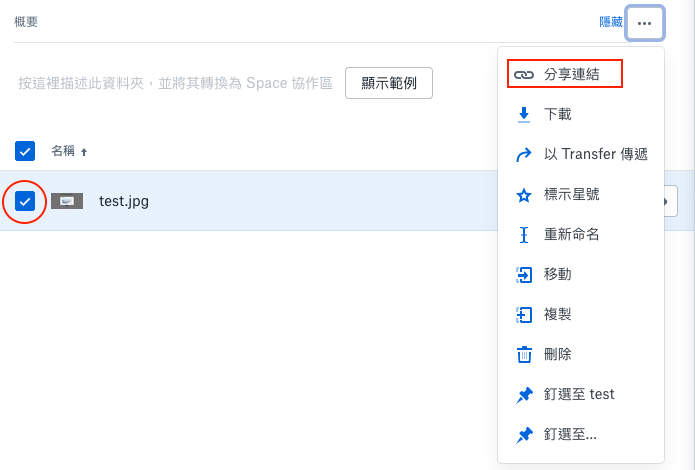 概要
隱藏
按這裡描述此資料夾，並將其轉換為 Space 協作區
顯示範例
名稱
test.jpg
分享連結
下載
以 Transfer 傳遞
標示星號
重新命名
移動
複製
刪除
釘選至 test
釘選至...